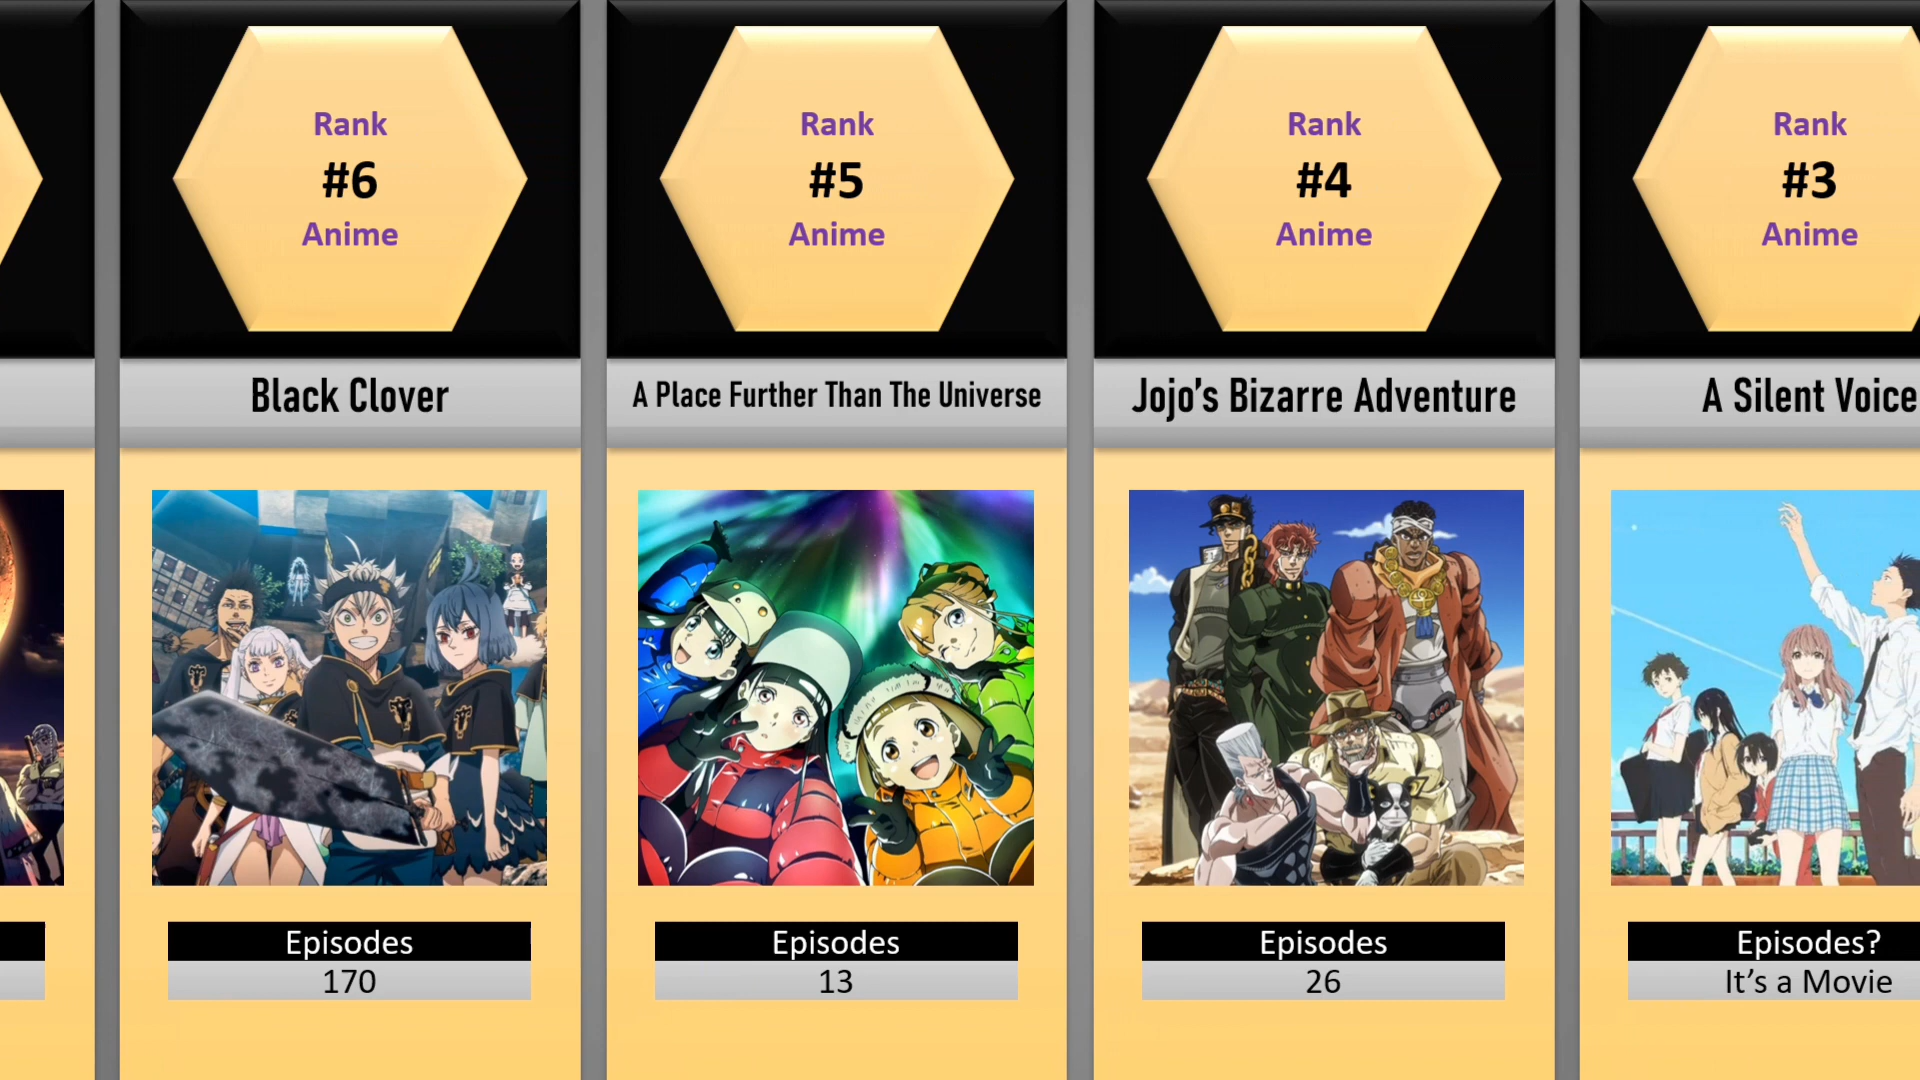 Rank
#6
Anime
Black Clover
Episodes
170
Rank
#5
Anime
A Place Further Than The Universe
Episodes
13
Rank
#4
Anime
Jojo's Bizarre Adventure
Episodes
26
Rank
#3
Anime
A Silent Voice
Episodes?
It's a Movie